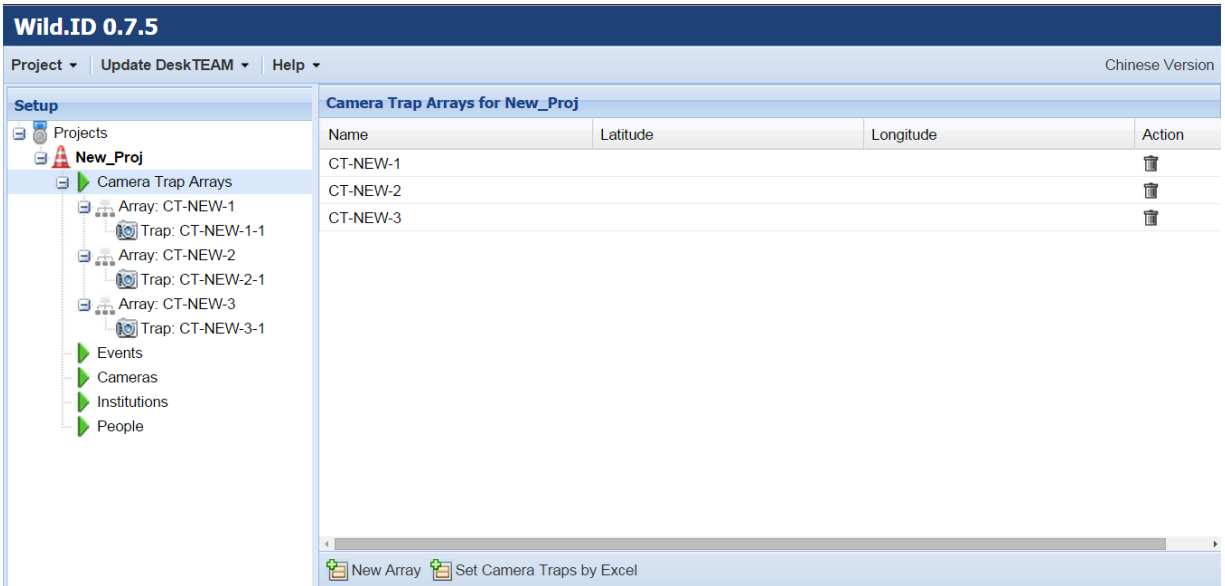 Wild.ID 0.7.5
Project Update DeskTEAM Help Chinese Version
Setup
Projects
New_Proj
Camera Trap Arrays
Array: CT-NEW-1
Trap: CT-NEW-1-1
Array: CT-NEW-2
Trap: CT-NEW-2-1
Array: CT-NEW-3
Trap: CT-NEW-3-1
Events
Cameras
Institutions
People
Camera Trap Arrays for New_Proj
Name Latitude Longitude Action
CT-NEW-1
CT-NEW-2
CT-NEW-3
New Array Set Camera Traps by Excel